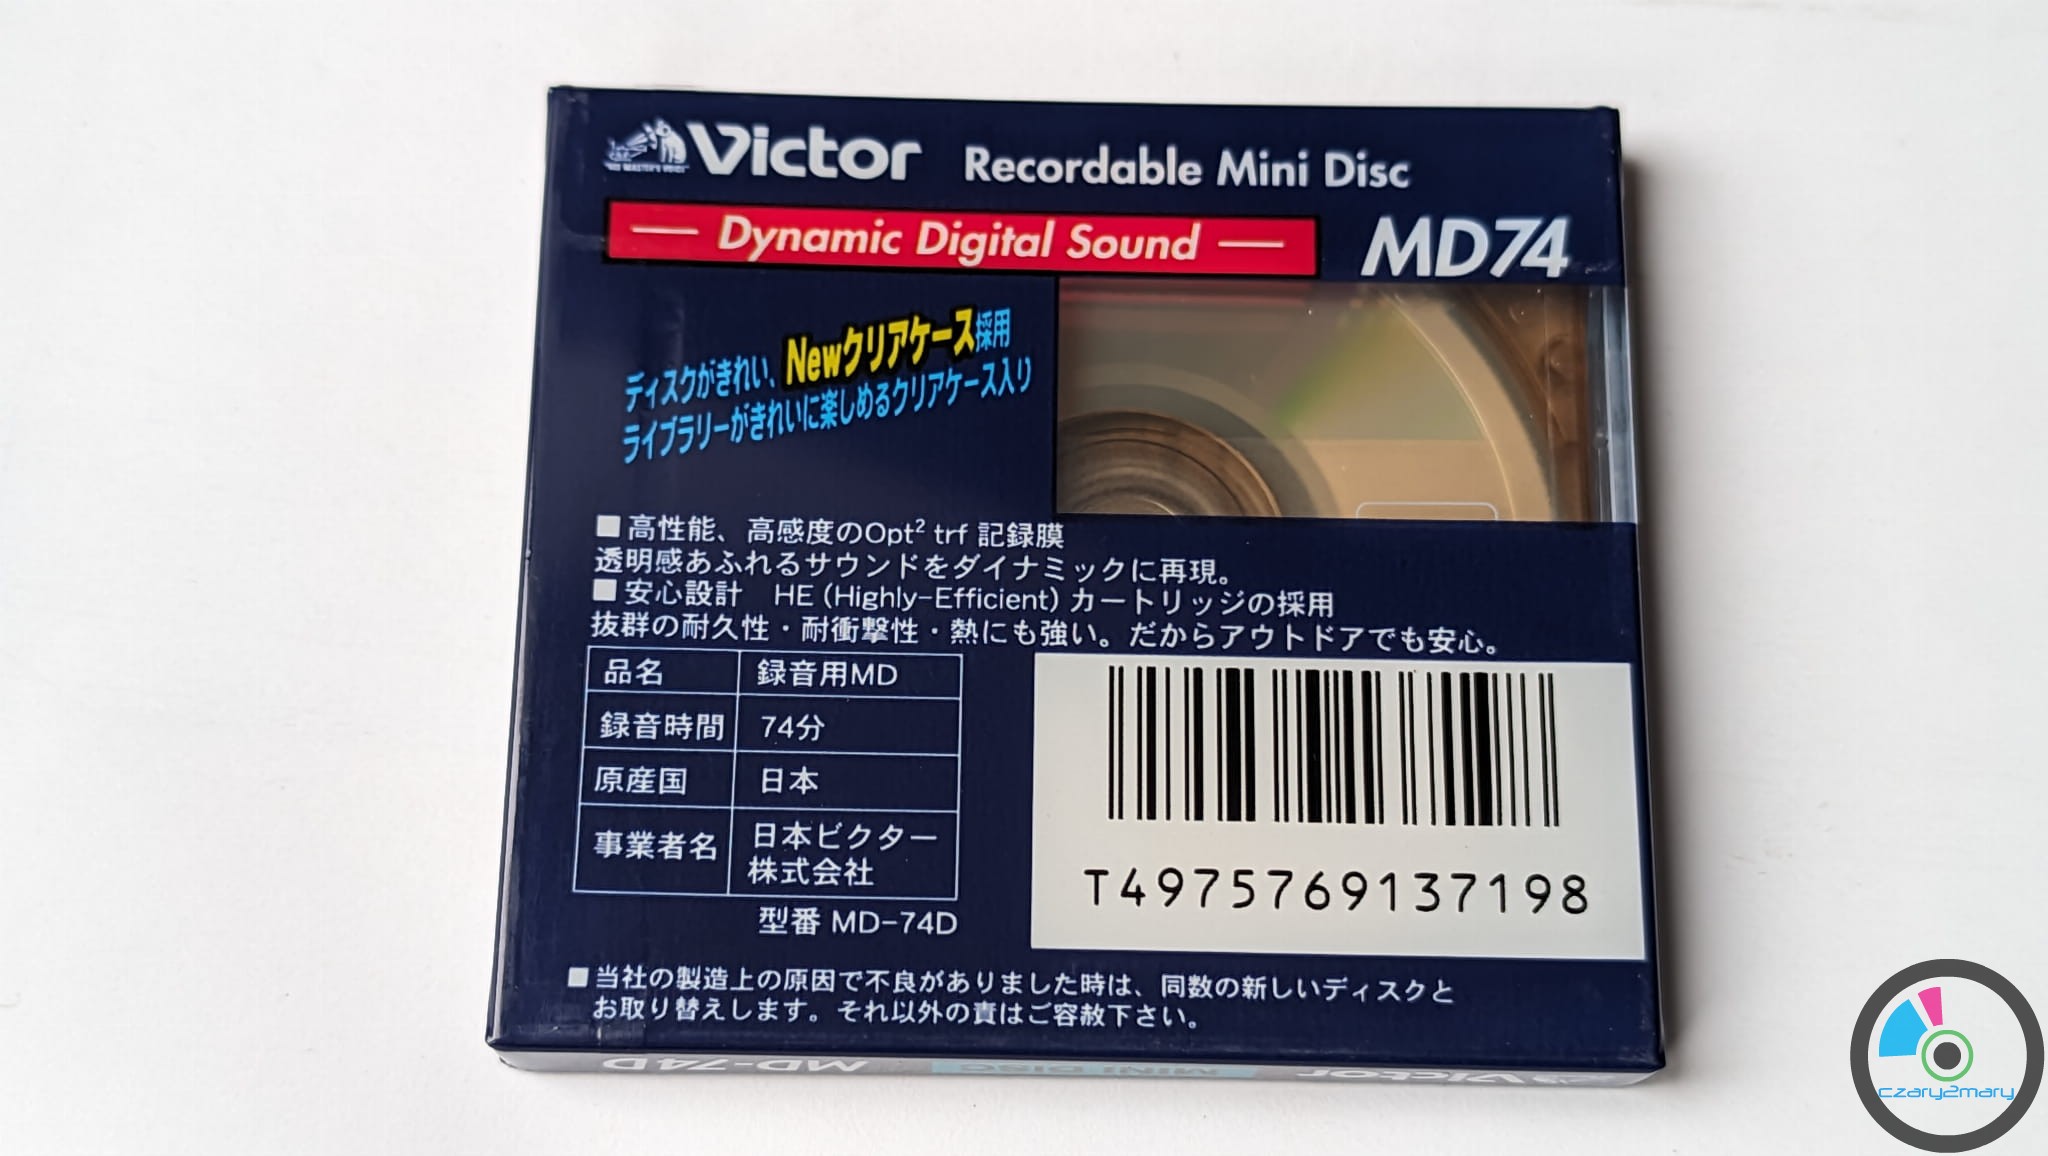 "HIS MASTER'S VOICE"
Victor Recordable Mini Disc
Dynamic Digital Sound
MD74
ディスクがきれい、Newクリアケース採用
ライブラリーがきれいに楽しめるクリアケース入り
■高性能、高感度のOpt² trf 記録膜
透明感あふれるサウンドをダイナミックに再現。
■安心設計 HE (Highly-Efficient) カートリッジの採用
抜群の耐久性・耐衝撃性・熱にも強い。だからアウトドアでも安心。
品名 録音用MD
録音時間 74分
原産国 日本
事業者名 日本ビクター
株式会社
型番 MD-74D
T4975769137198
■当社の製造上の原因で不良がありました時は、同数の新しいディスクと
お取り替えします。それ以外の責はご容赦下さい。
Victor MINI DISC MD-74D
czary2mary